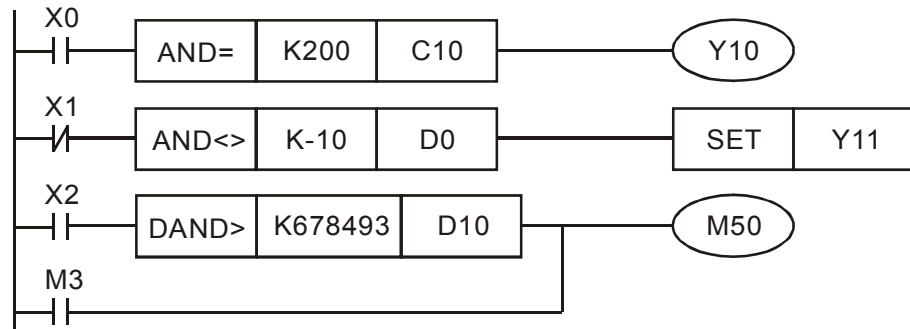 X0
AND= K200 C10 Y10
X1
AND<> K-10 D0 SET Y11
X2
DAND> K678493 D10 M50
M3